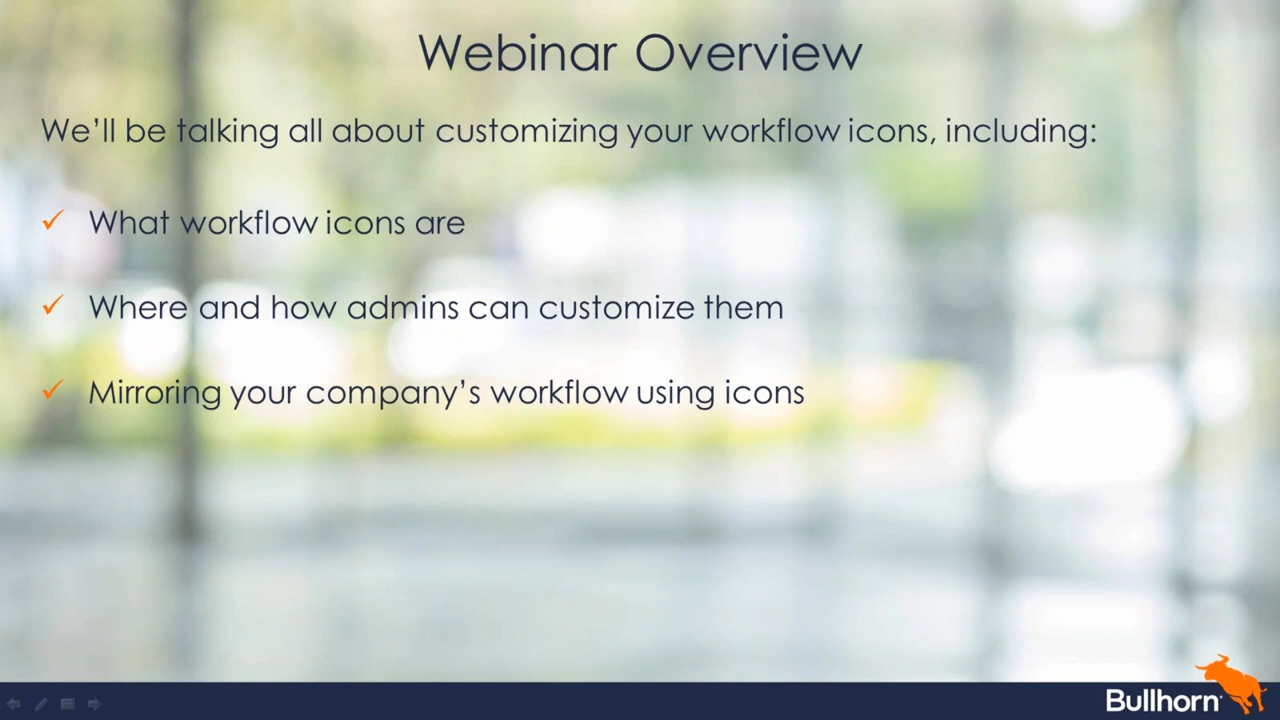 Webinar Overview
We’ll be talking all about customizing your workflow icons, including:
What workflow icons are
Where and how admins can customize them
Mirroring your company’s workflow using icons
Bullhorn